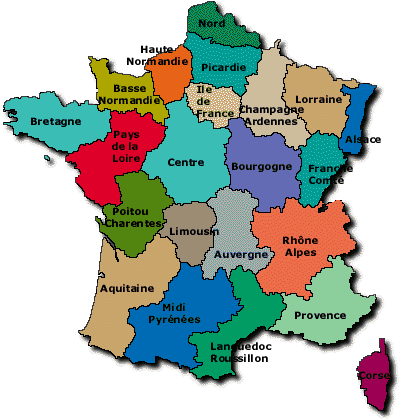 Nord
Haute
Normandie
Picardie
Basse
Normandie
Ile
de
France
Champagne
Ardennes
Lorraine
Alsace
Bretagne
Pays
de la
Loire
Centre
Bourgogne
Franche
Comté
Poitou
Charentes
Limousin
Auvergne
Rhône
Alpes
Aquitaine
Midi
Pyrénées
Languedoc
Roussillon
Provence
Corse